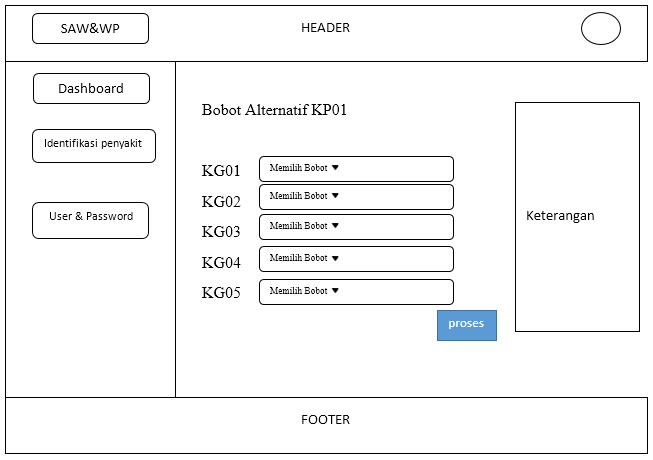 SAW&WP
HEADER
Dashboard
Identifikasi penyakit
User & Password
Bobot Alternatif KP01
KG01 Memilih Bobot
KG02 Memilih Bobot
KG03 Memilih Bobot
KG04 Memilih Bobot
KG05 Memilih Bobot
proses
Keterangan
FOOTER